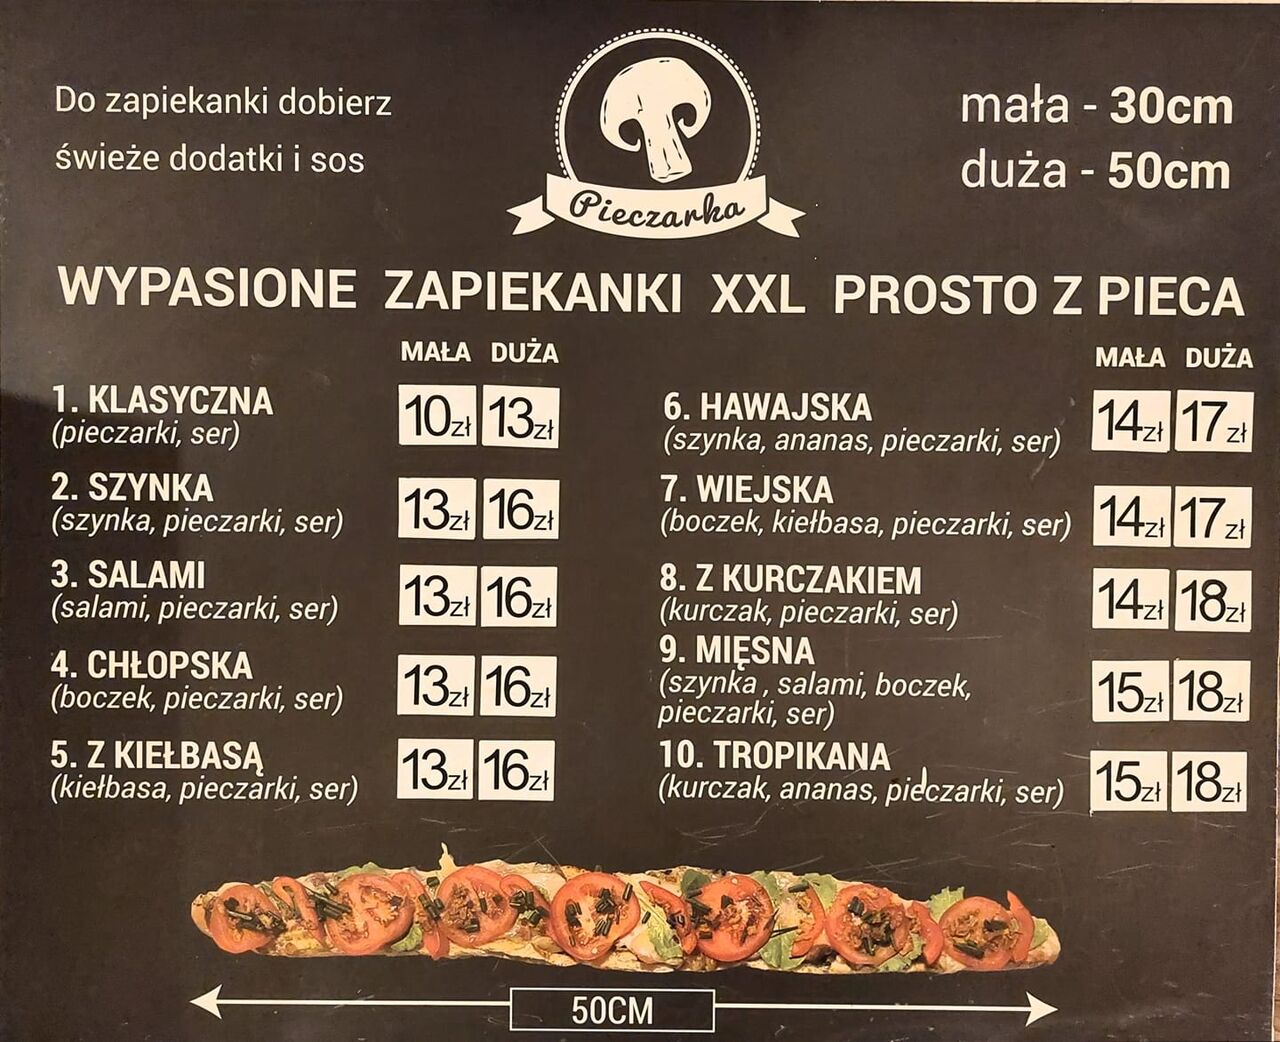 Do zapiekanki dobierz
świeże dodatki i sos
Pieczarka
mała - 30cm
duża - 50cm
WYPASIONE ZAPIEKANKI XXL PROSTO Z PIECA
MAŁA DUŻA
1. KLASYCZNA 10zł 13zł
(pieczarki, ser)
2. SZYNKA 13zł 16zł
(szynka, pieczarki, ser)
3. SALAMI 13zł 16zł
(salami, pieczarki, ser)
4. CHŁOPSKA 13zł 16zł
(boczek, pieczarki, ser)
5. Z KIEŁBASĄ 13zł 16zł
(kiełbasa, pieczarki, ser)
MAŁA DUŻA
6. HAWAJSKA 14zł 17zł
(szynka, ananas, pieczarki, ser)
7. WIEJSKA 14zł 17zł
(boczek, kiełbasa, pieczarki, ser)
8. Z KURCZAKIEM 14zł 18zł
(kurczak, pieczarki, ser)
9. MIĘSNA 15zł 18zł
(szynka , salami, boczek,
pieczarki, ser)
10. TROPIKANA 15zł 18zł
(kurczak, ananas, pieczarki, ser)
50CM